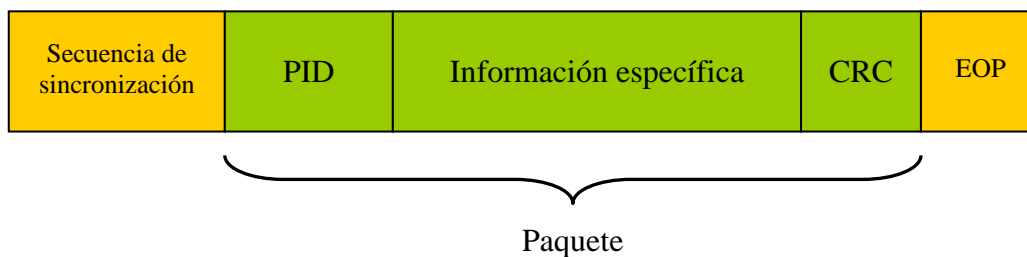 Secuencia de
sincronización
PID
Información específica
CRC
EOP
Paquete